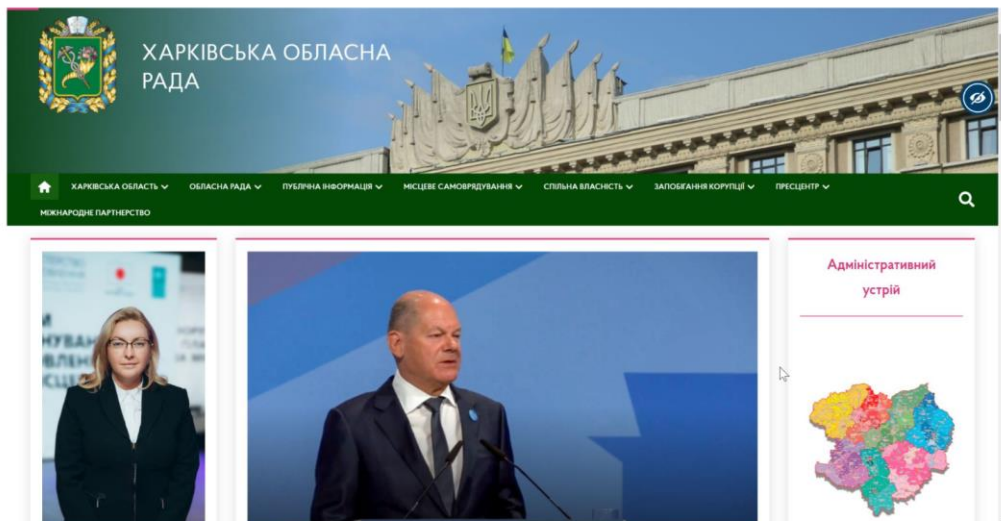 ХАРКІВСЬКА ОБЛАСНА
РАДА
ХАРКІВСЬКА ОБЛАСТЬ
ОБЛАСНА РАДА
ПУБЛІЧНА ІНФОРМАЦІЯ
МІСЦЕВЕ САМОВРЯДУВАННЯ
СПІЛЬНА ВЛАСНІСТЬ
ЗАПОБІГАННЯ КОРУПЦІЇ
ПРЕСЦЕНТР
МІЖНАРОДНЕ ПАРТНЕРСТВО
Адміністративний
устрій